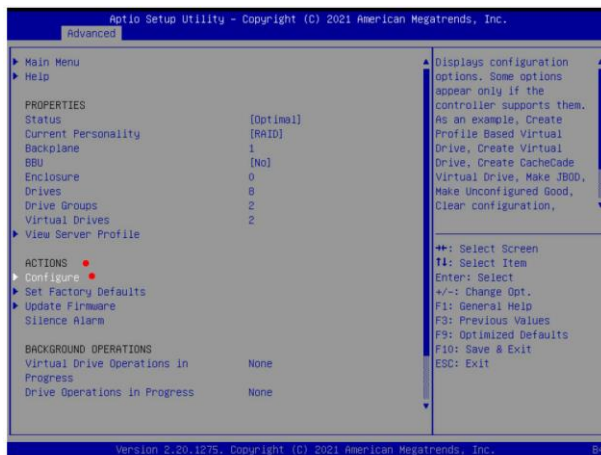 Aptio Setup Utility – Copyright (C) 2021 American Megatrends, Inc.
Advanced
Main Menu
Help
PROPERTIES
Status [Optimal]
Current Personality [RAID]
Backplane 1
BBU [No]
Enclosure 0
Drives 8
Drive Groups 2
Virtual Drives 2
View Server Profile
ACTIONS
Configure
Set Factory Defaults
Update Firmware
Silence Alarm
BACKGROUND OPERATIONS
Virtual Drive Operations in None
Progress
Drive Operations in Progress None
Displays configuration
options. Some options
appear only if the
controller supports them.
As an example, Create
Profile Based Virtual
Drive, Create Virtual
Drive, Create CacheCade
Virtual Drive, Make JBOD,
Make Unconfigured Good,
Clear configuration,
→←: Select Screen
↑↓: Select Item
Enter: Select
+/-: Change Opt.
F1: General Help
F3: Previous Values
F9: Optimized Defaults
F10: Save & Exit
ESC: Exit
Version 2.20.1275. Copyright (C) 2021 American Megatrends, Inc.